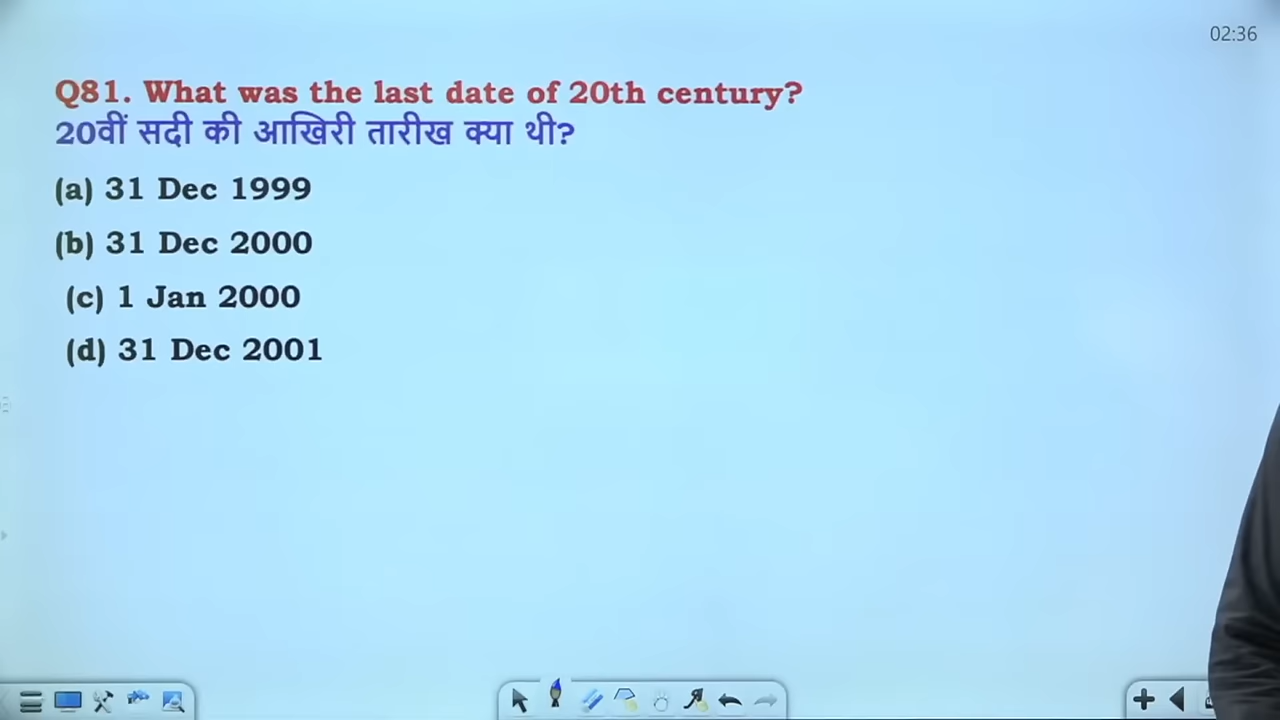 02:36
Q81. What was the last date of 20th century?
20वीं सदी की आखिरी तारीख क्या थी?
(a) 31 Dec 1999
(b) 31 Dec 2000
(c) 1 Jan 2000
(d) 31 Dec 2001